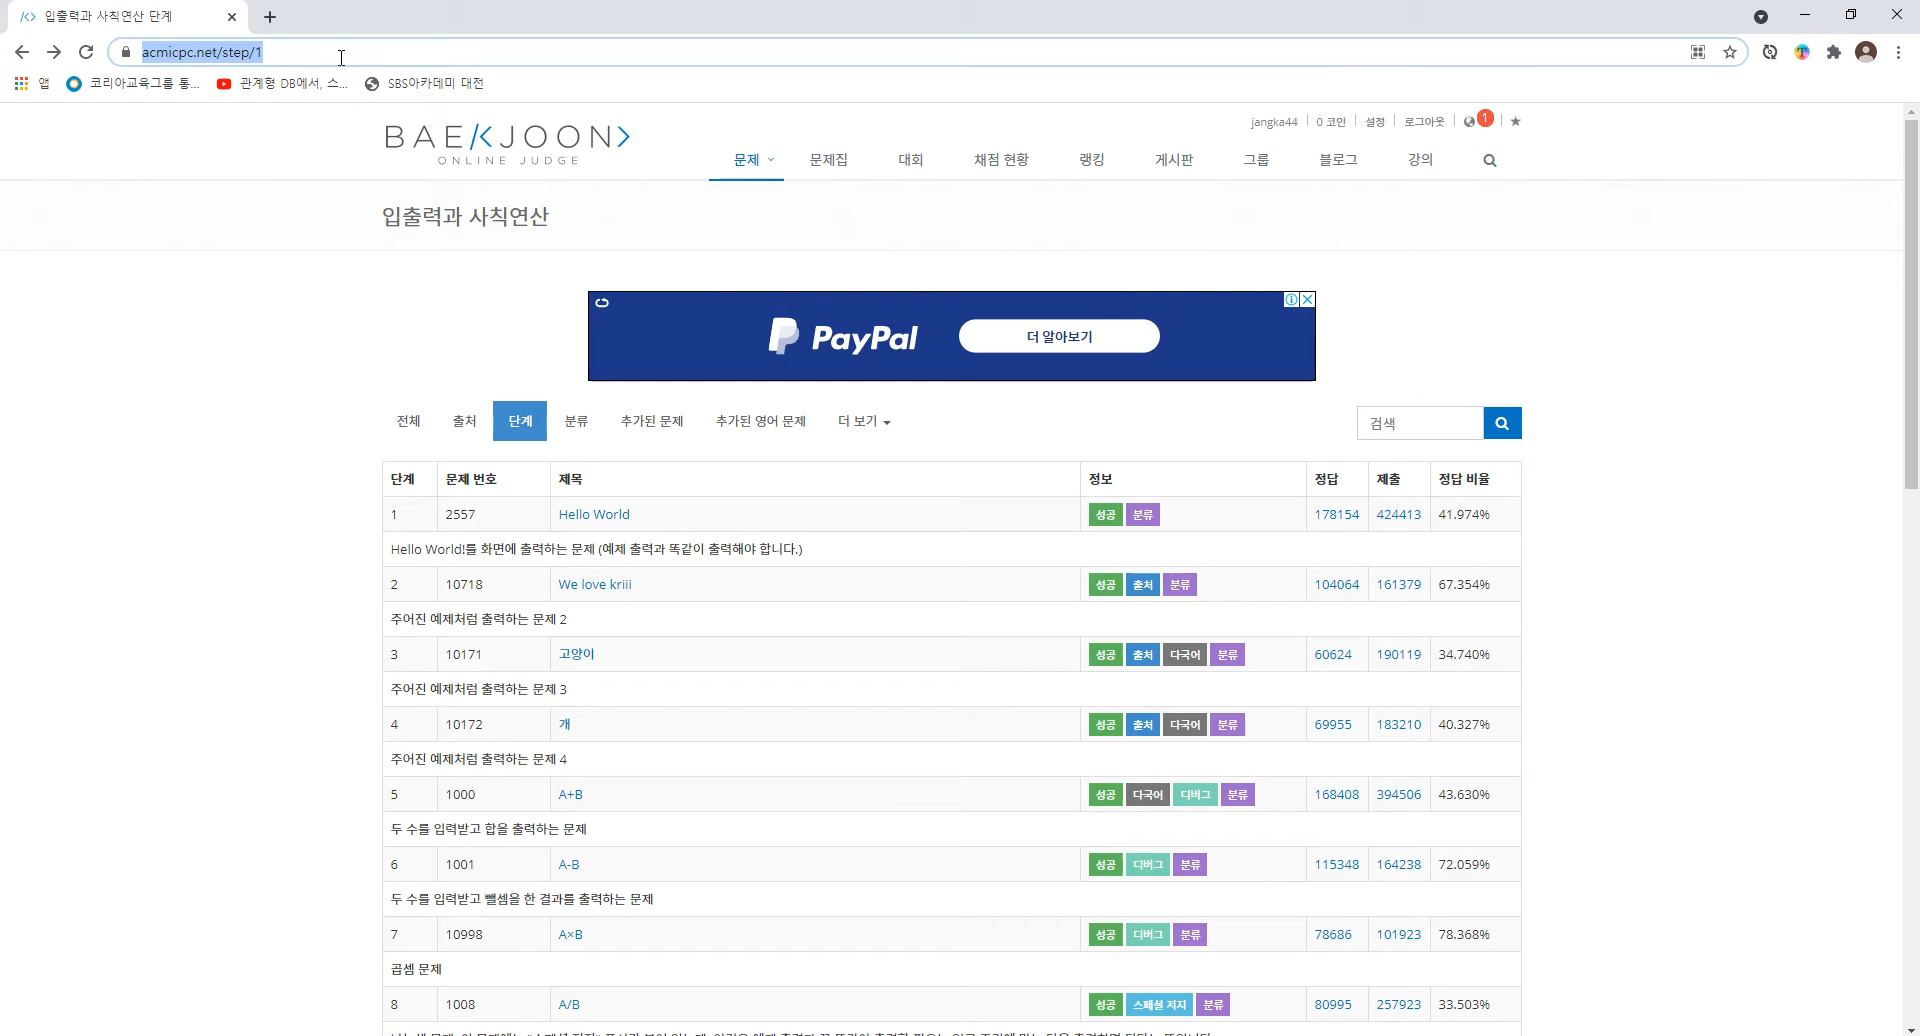 입출력과 사칙연산 단계
acmicpc.net/step/1
앱 코리아교육그룹 통... 관계형 DB에서, 스... SBS아카데미 대전
jangka44 0 코인 설정 로그아웃 1
BAEKJOON>
ONLINE JUDGE
문제 문제집 대회 채점 현황 랭킹 게시판 그룹 블로그 강의
입출력과 사칙연산
PayPal 더 알아보기
전체 출처 단계 분류 추가된 문제 추가된 영어 문제 더 보기 검색
단계 문제 번호 제목 정보 정답 제출 정답 비율
1 2557 Hello World 성공 분류 178154 424413 41.974%
Hello World!를 화면에 출력하는 문제 (예제 출력과 똑같이 출력해야 합니다.)
2 10718 We love kriii 성공 출처 분류 104064 161379 67.354%
주어진 예제처럼 출력하는 문제 2
3 10171 고양이 성공 출처 다국어 분류 60624 190119 34.740%
주어진 예제처럼 출력하는 문제 3
4 10172 개 성공 출처 다국어 분류 69955 183210 40.327%
주어진 예제처럼 출력하는 문제 4
5 1000 A+B 성공 다국어 디버그 분류 168408 394506 43.630%
두 수를 입력받고 합을 출력하는 문제
6 1001 A-B 성공 디버그 분류 115348 164238 72.059%
두 수를 입력받고 뺄셈을 한 결과를 출력하는 문제
7 10998 A×B 성공 디버그 분류 78686 101923 78.368%
곱셈 문제
8 1008 A/B 성공 스페셜 저지 분류 80995 257923 33.503%